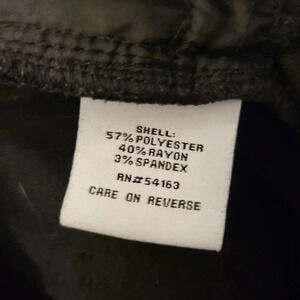 SHELL:
57% POLYESTER
40% RAYON
3% SPANDEX
RN#54163
CARE ON REVERSE